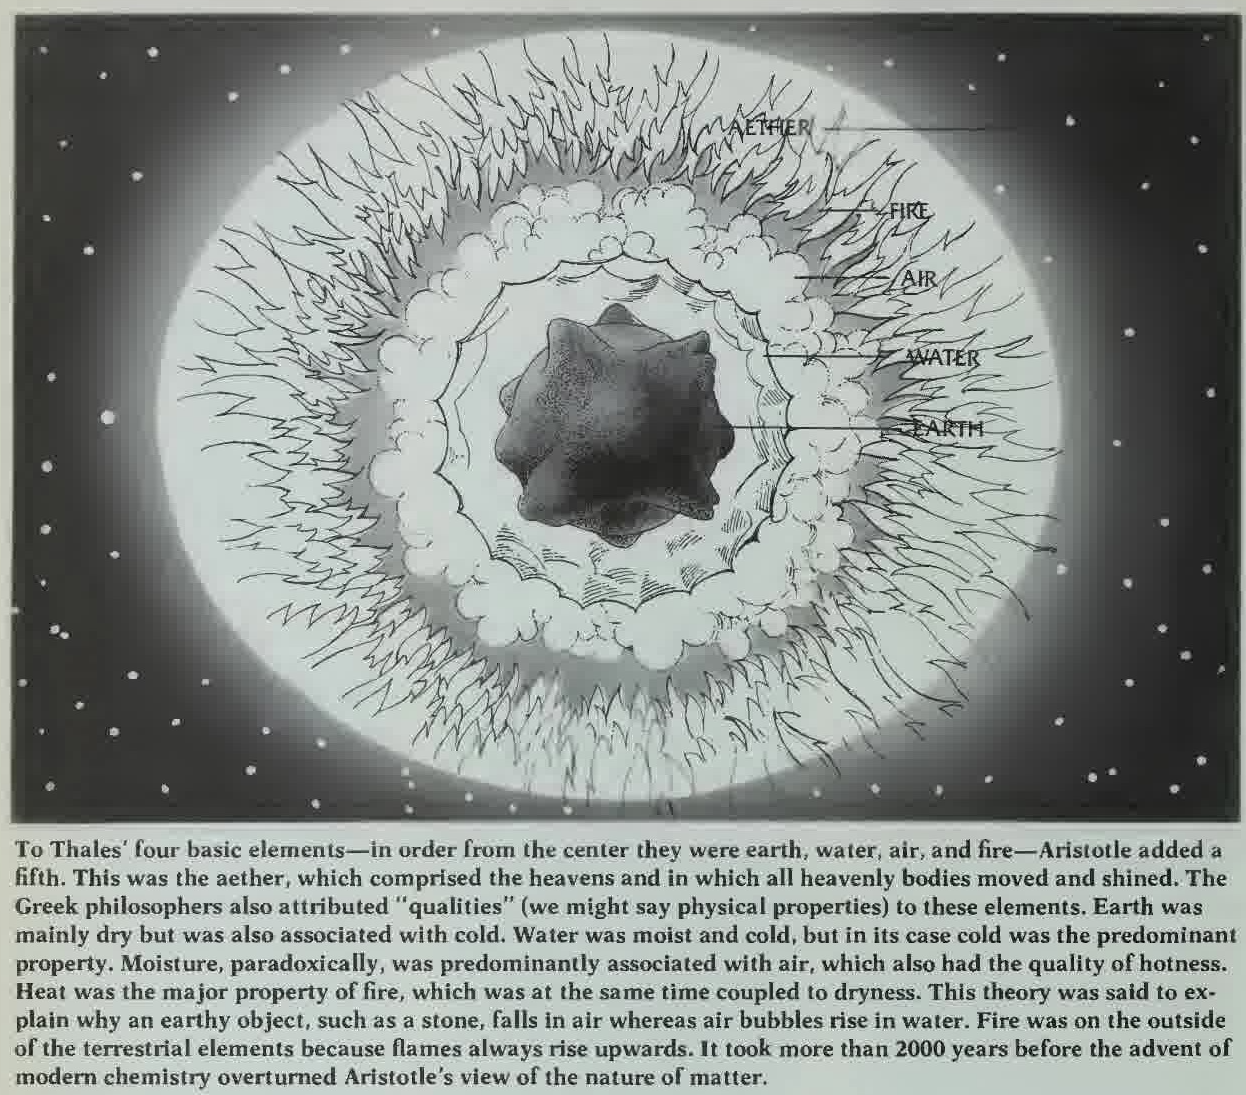 AETHER
FIRE
AIR
WATER
EARTH
To Thales' four basic elements—in order from the center they were earth, water, air, and fire—Aristotle added a
fifth. This was the aether, which comprised the heavens and in which all heavenly bodies moved and shined. The
Greek philosophers also attributed "qualities" (we might say physical properties) to these elements. Earth was
mainly dry but was also associated with cold. Water was moist and cold, but in its case cold was the predominant
property. Moisture, paradoxically, was predominantly associated with air, which also had the quality of hotness.
Heat was the major property of fire, which was at the same time coupled to dryness. This theory was said to ex-
plain why an earthy object, such as a stone, falls in air whereas air bubbles rise in water. Fire was on the outside
of the terrestrial elements because flames always rise upwards. It took more than 2000 years before the advent of
modern chemistry overturned Aristotle's view of the nature of matter.